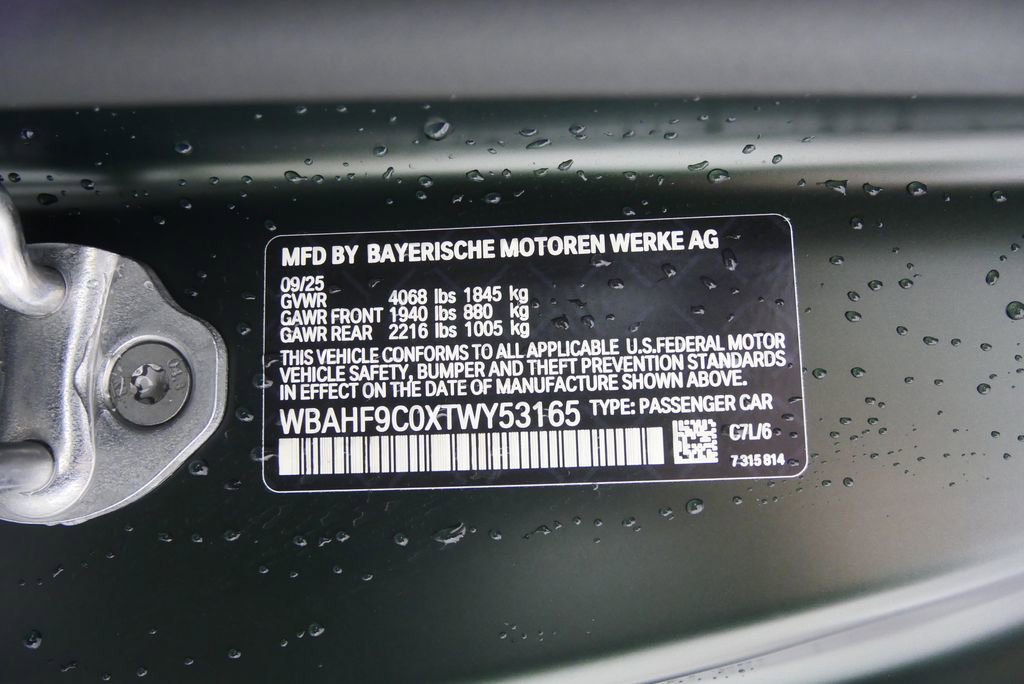 MFD BY BAYERISCHE MOTOREN WERKE AG
09/25
GVWR 4068 lbs 1845 kg
GAWR FRONT 1940 lbs 880 kg
GAWR REAR 2216 lbs 1005 kg
THIS VEHICLE CONFORMS TO ALL APPLICABLE U.S.FEDERAL MOTOR
VEHICLE SAFETY, BUMPER AND THEFT PREVENTION STANDARDS
IN EFFECT ON THE DATE OF MANUFACTURE SHOWN ABOVE.
WBAHF9C0XTWY53165 TYPE: PASSENGER CAR
C7L/6
7 315 814